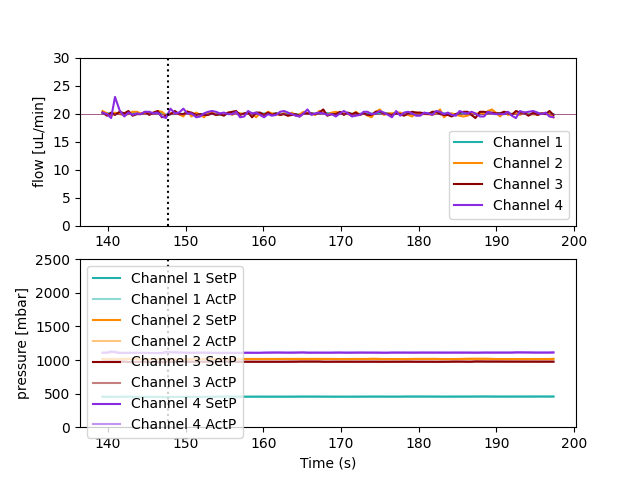 30
25
20
15
10
5
0
flow [uL/min]
Channel 1
Channel 2
Channel 3
Channel 4
140 150 160 170 180 190 200
2500
2000
1500
1000
500
0
pressure [mbar]
Channel 1 SetP
Channel 1 ActP
Channel 2 SetP
Channel 2 ActP
Channel 3 SetP
Channel 3 ActP
Channel 4 SetP
Channel 4 ActP
140 150 160 170 180 190 200
Time (s)